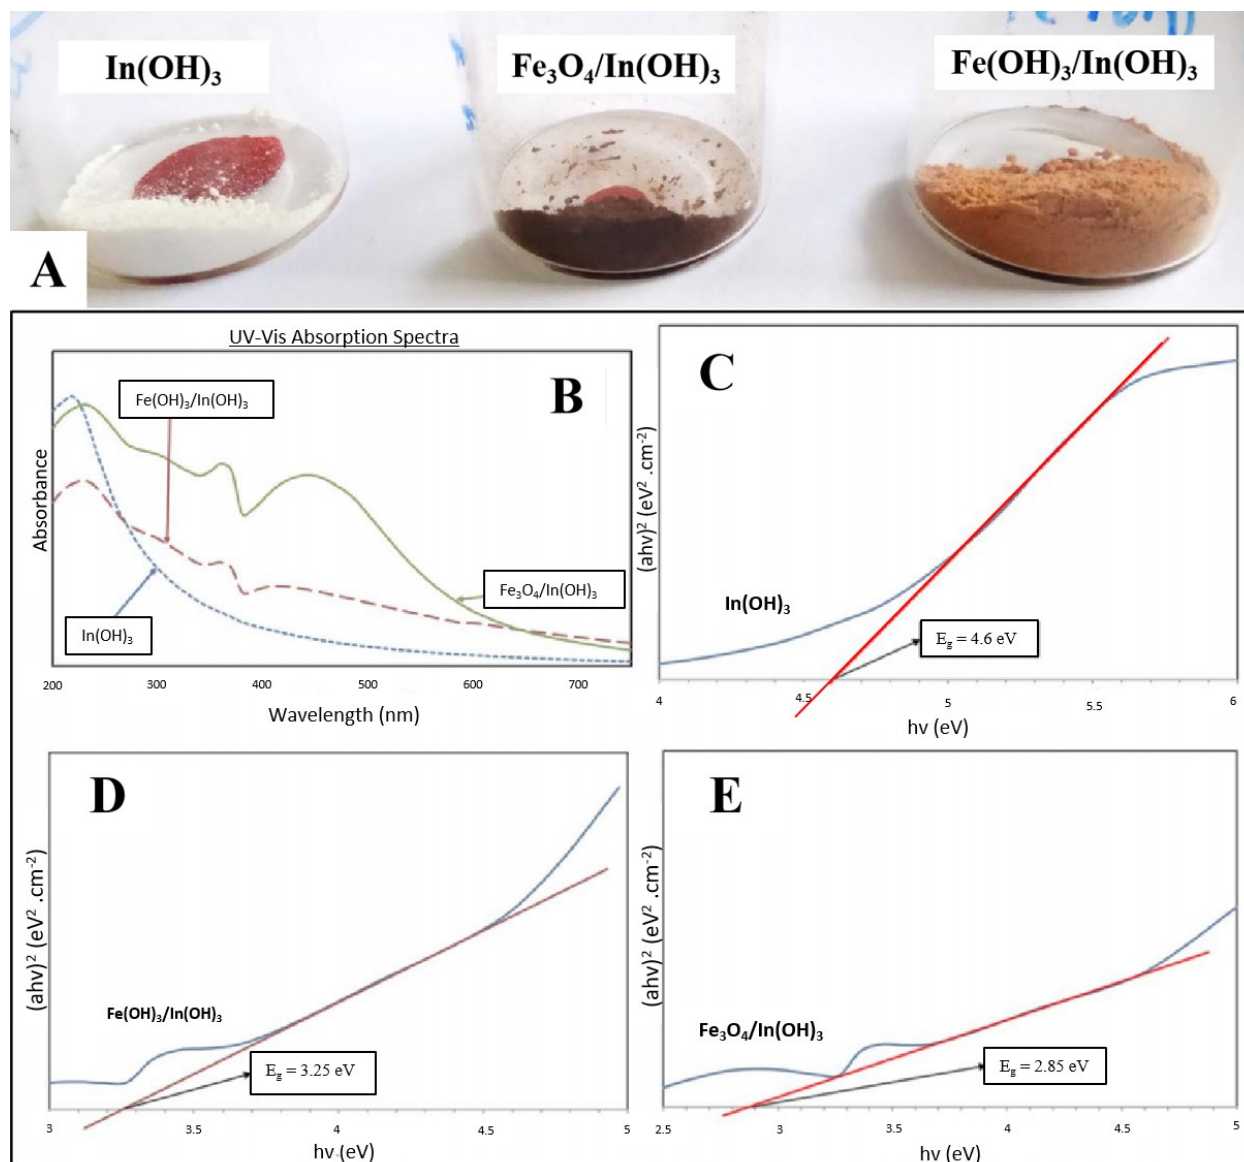 In(OH)₃
Fe₃O₄/In(OH)₃
Fe(OH)₃/In(OH)₃
A
UV-Vis Absorption Spectra
B
Fe(OH)₃/In(OH)₃
Fe₃O₄/In(OH)₃
In(OH)₃
Absorbance
200 300 400 500 600 700
Wavelength (nm)
C
(ahv)² (eV² .cm⁻²)
In(OH)₃
E_g = 4.6 eV
4 4.5 5 5.5 6
hv (eV)
D
(ahv)² (eV² .cm⁻²)
Fe(OH)₃/In(OH)₃
E_g = 3.25 eV
3 3.5 4 4.5 5
hv (eV)
E
(ahv)² (eV² .cm⁻²)
Fe₃O₄/In(OH)₃
E_g = 2.85 eV
2.5 3 3.5 4 4.5 5
hv (eV)